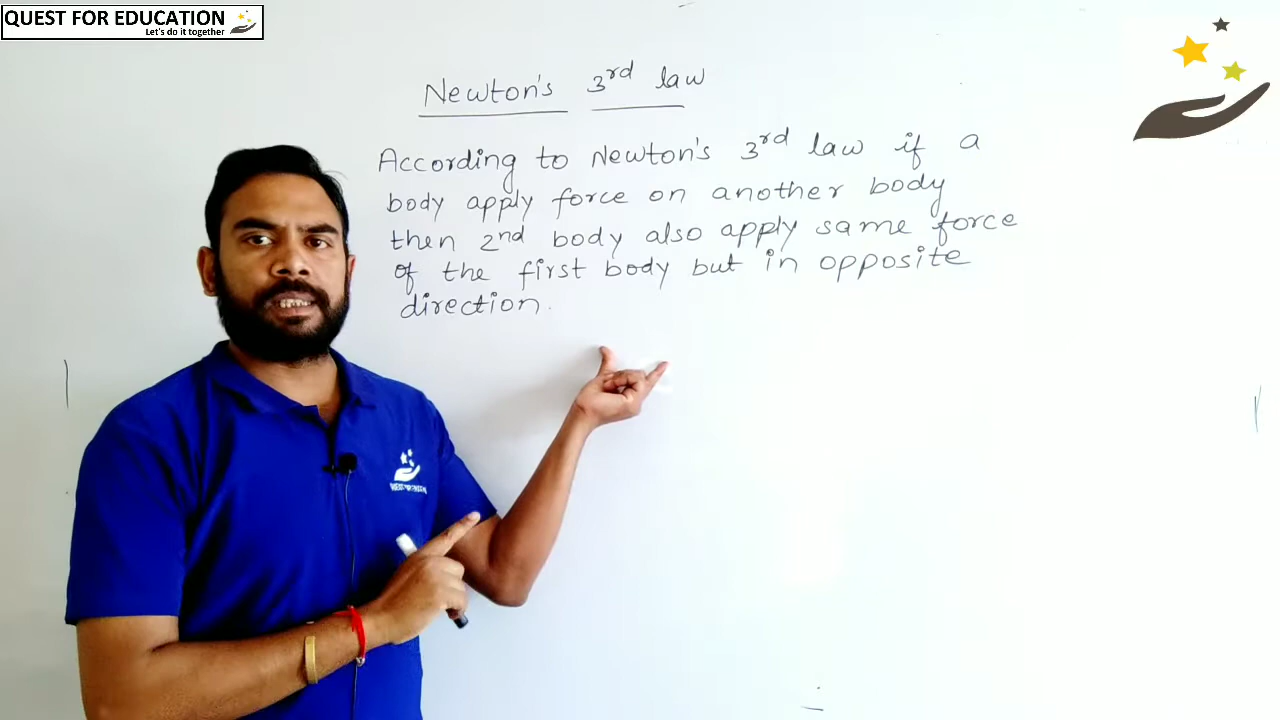 QUEST FOR EDUCATION
Let's do it together
Newton's 3rd law
According to Newton's 3rd law if a
body apply force on another body
then 2nd body also apply same force
of the first body but in opposite
direction.